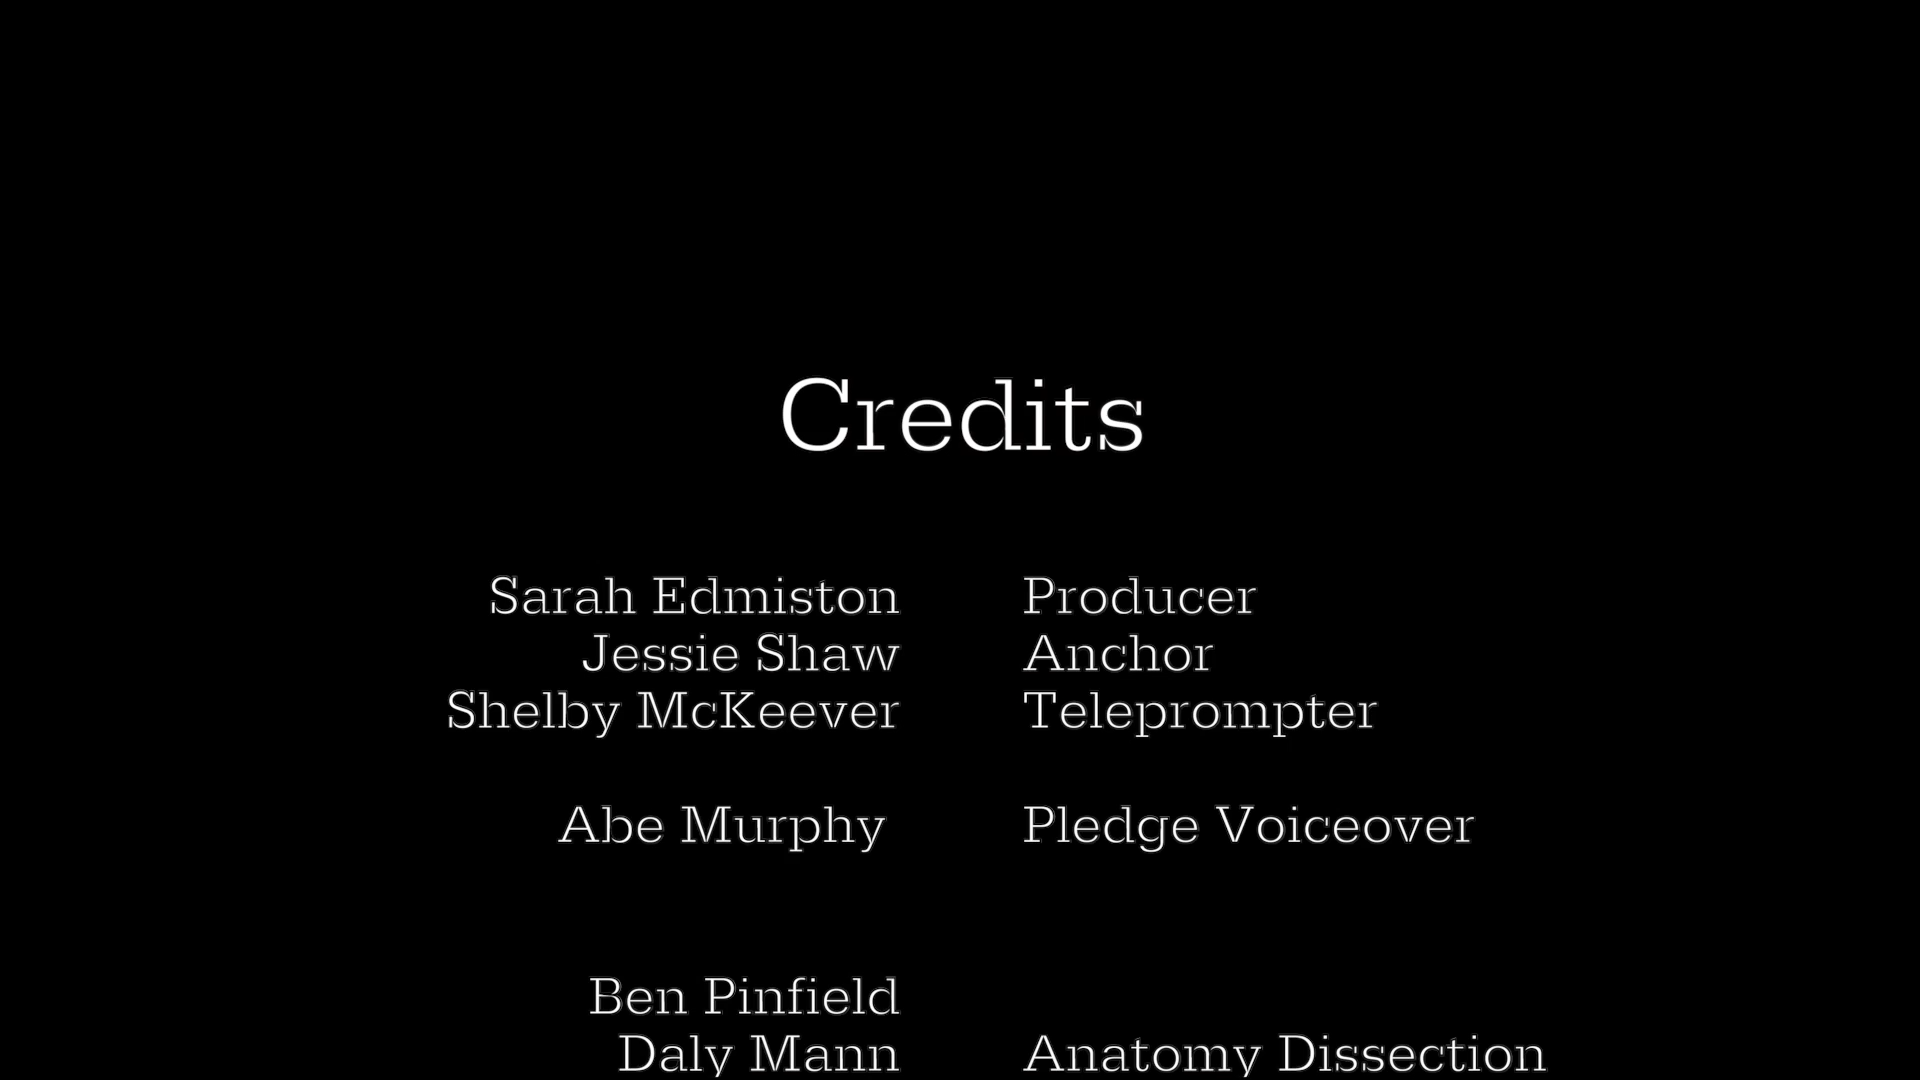 Credits
Sarah Edmiston Producer
Jessie Shaw Anchor
Shelby McKeever Teleprompter
Abe Murphy Pledge Voiceover
Ben Pinfield
Daly Mann Anatomy Dissection